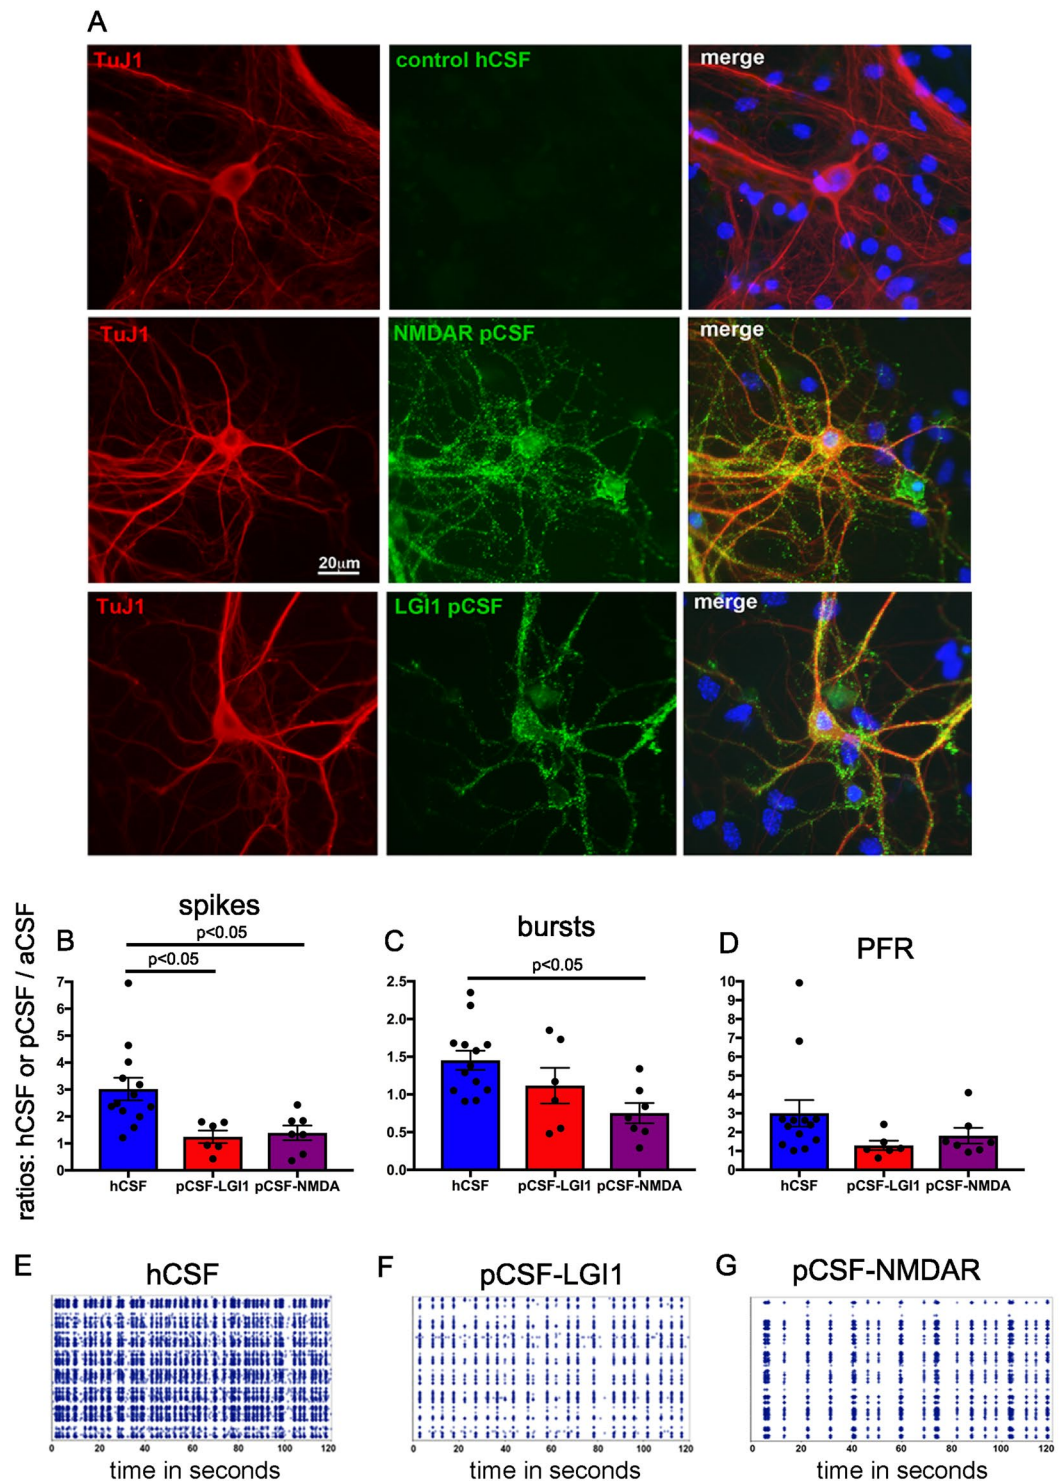 A
TuJ1 control hCSF merge
TuJ1 NMDAR pCSF merge
20µm
TuJ1 LGI1 pCSF merge
ratios: hCSF or pCSF / aCSF
B spikes
p<0.05
p<0.05
7
6
5
4
3
2
1
0
hCSF pCSF-LGI1 pCSF-NMDA
C bursts
p<0.05
2.5
2.0
1.5
1.0
0.5
0.0
hCSF pCSF-LGI1 pCSF-NMDA
D PFR
10
9
8
7
6
5
4
3
2
1
0
hCSF pCSF-LGI1 pCSF-NMDA
E hCSF
0 20 40 60 80 100 120
time in seconds
F pCSF-LGI1
0 20 40 60 80 100 120
time in seconds
G pCSF-NMDAR
0 20 40 60 80 100 120
time in seconds